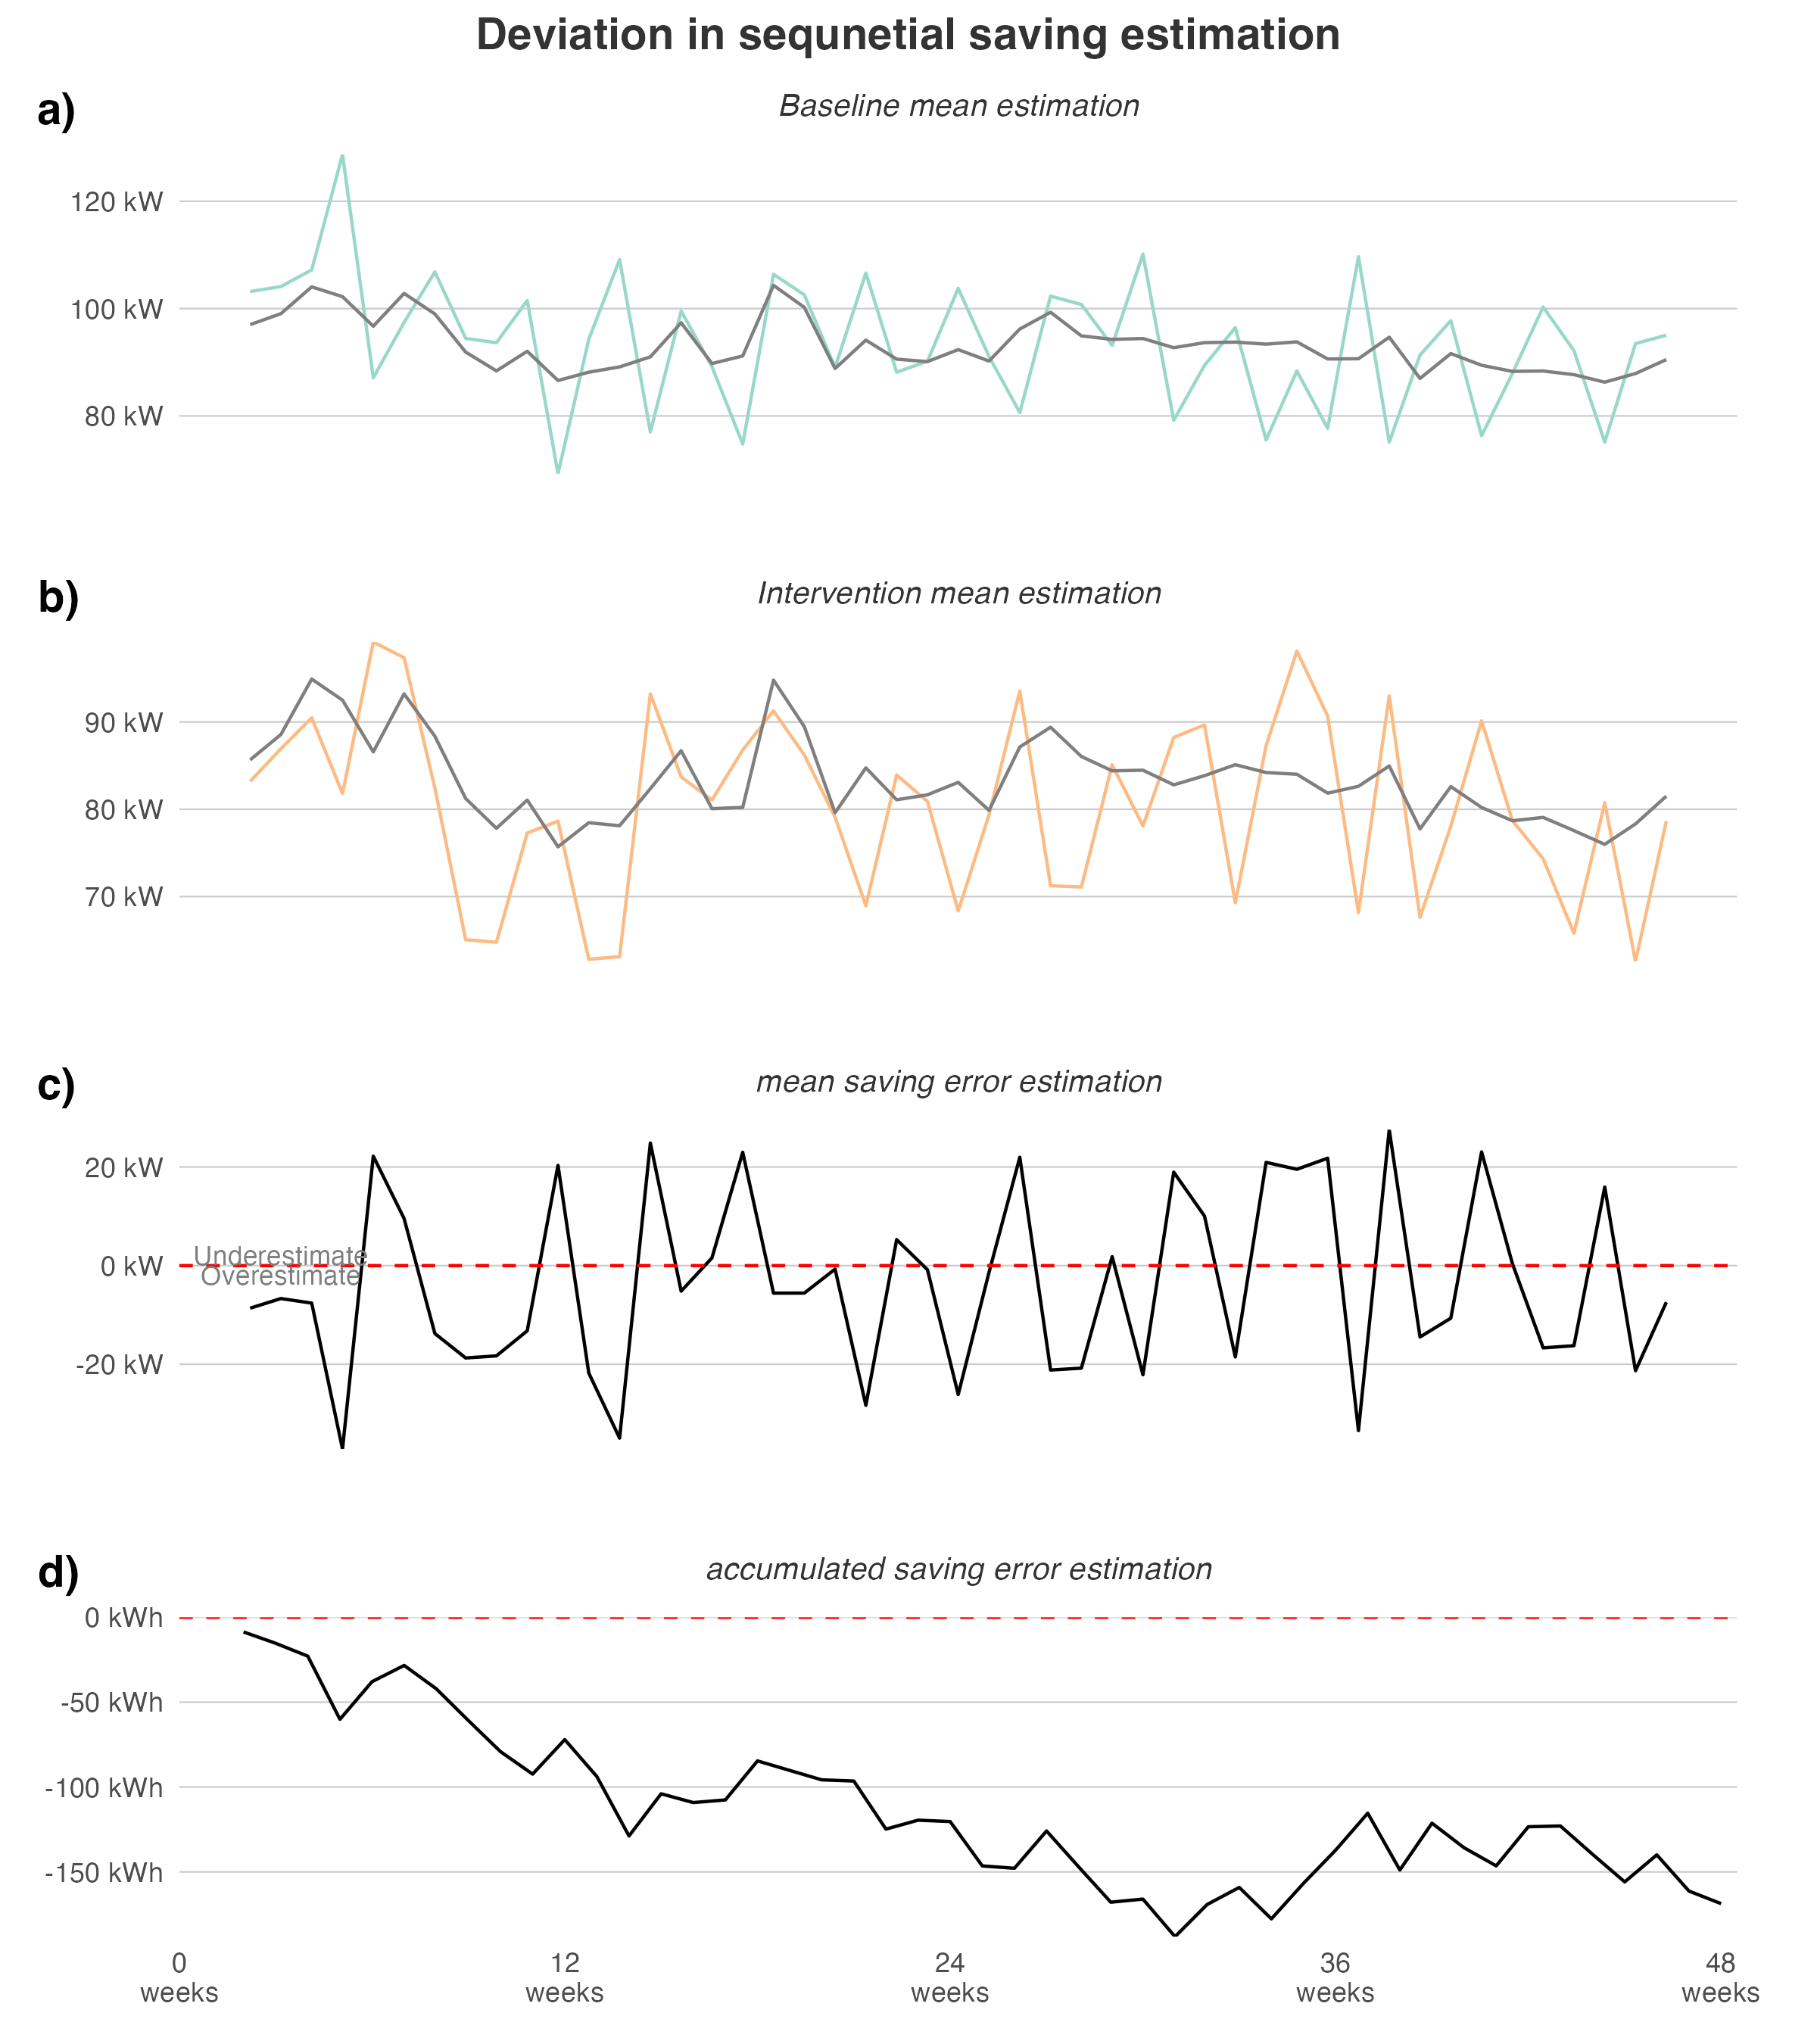 Deviation in sequnetial saving estimation
a)
Baseline mean estimation
120 kW
100 kW
80 kW
b)
Intervention mean estimation
90 kW
80 kW
70 kW
c)
mean saving error estimation
20 kW
Underestimate
0 kW
Overestimate
-20 kW
d)
accumulated saving error estimation
0 kWh
-50 kWh
-100 kWh
-150 kWh
0 12 24 36 48
weeks weeks weeks weeks weeks